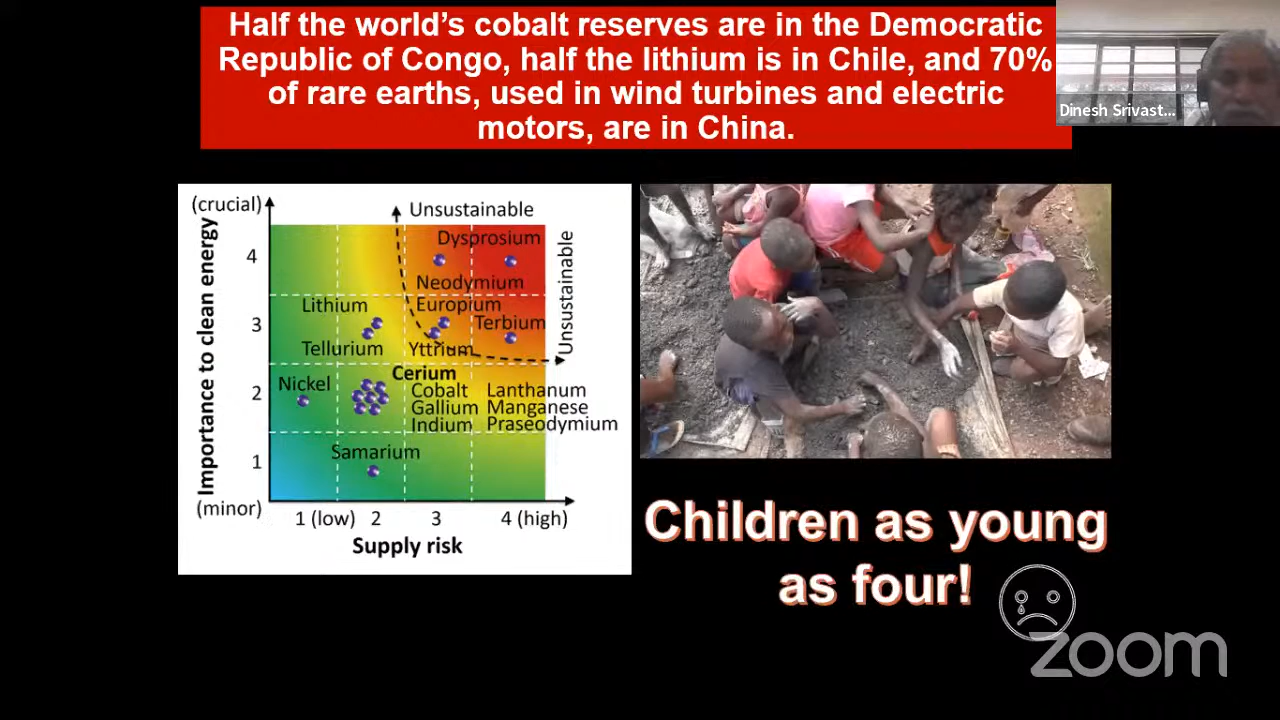 Half the world's cobalt reserves are in the Democratic
Republic of Congo, half the lithium is in Chile, and 70%
of rare earths, used in wind turbines and electric
motors, are in China.
Dinesh Srivast...
(crucial)
Unsustainable
Dysprosium
4
Neodymium
Unsustainable
Lithium
Europium
3
Terbium
Tellurium
Yttrium
Importance to clean energy
Cerium
Nickel
2
Cobalt
Lanthanum
Gallium
Manganese
Indium
Praseodymium
Samarium
1
(minor)
1 (low) 2 3 4 (high)
Supply risk
Children as young
as four!
zoom